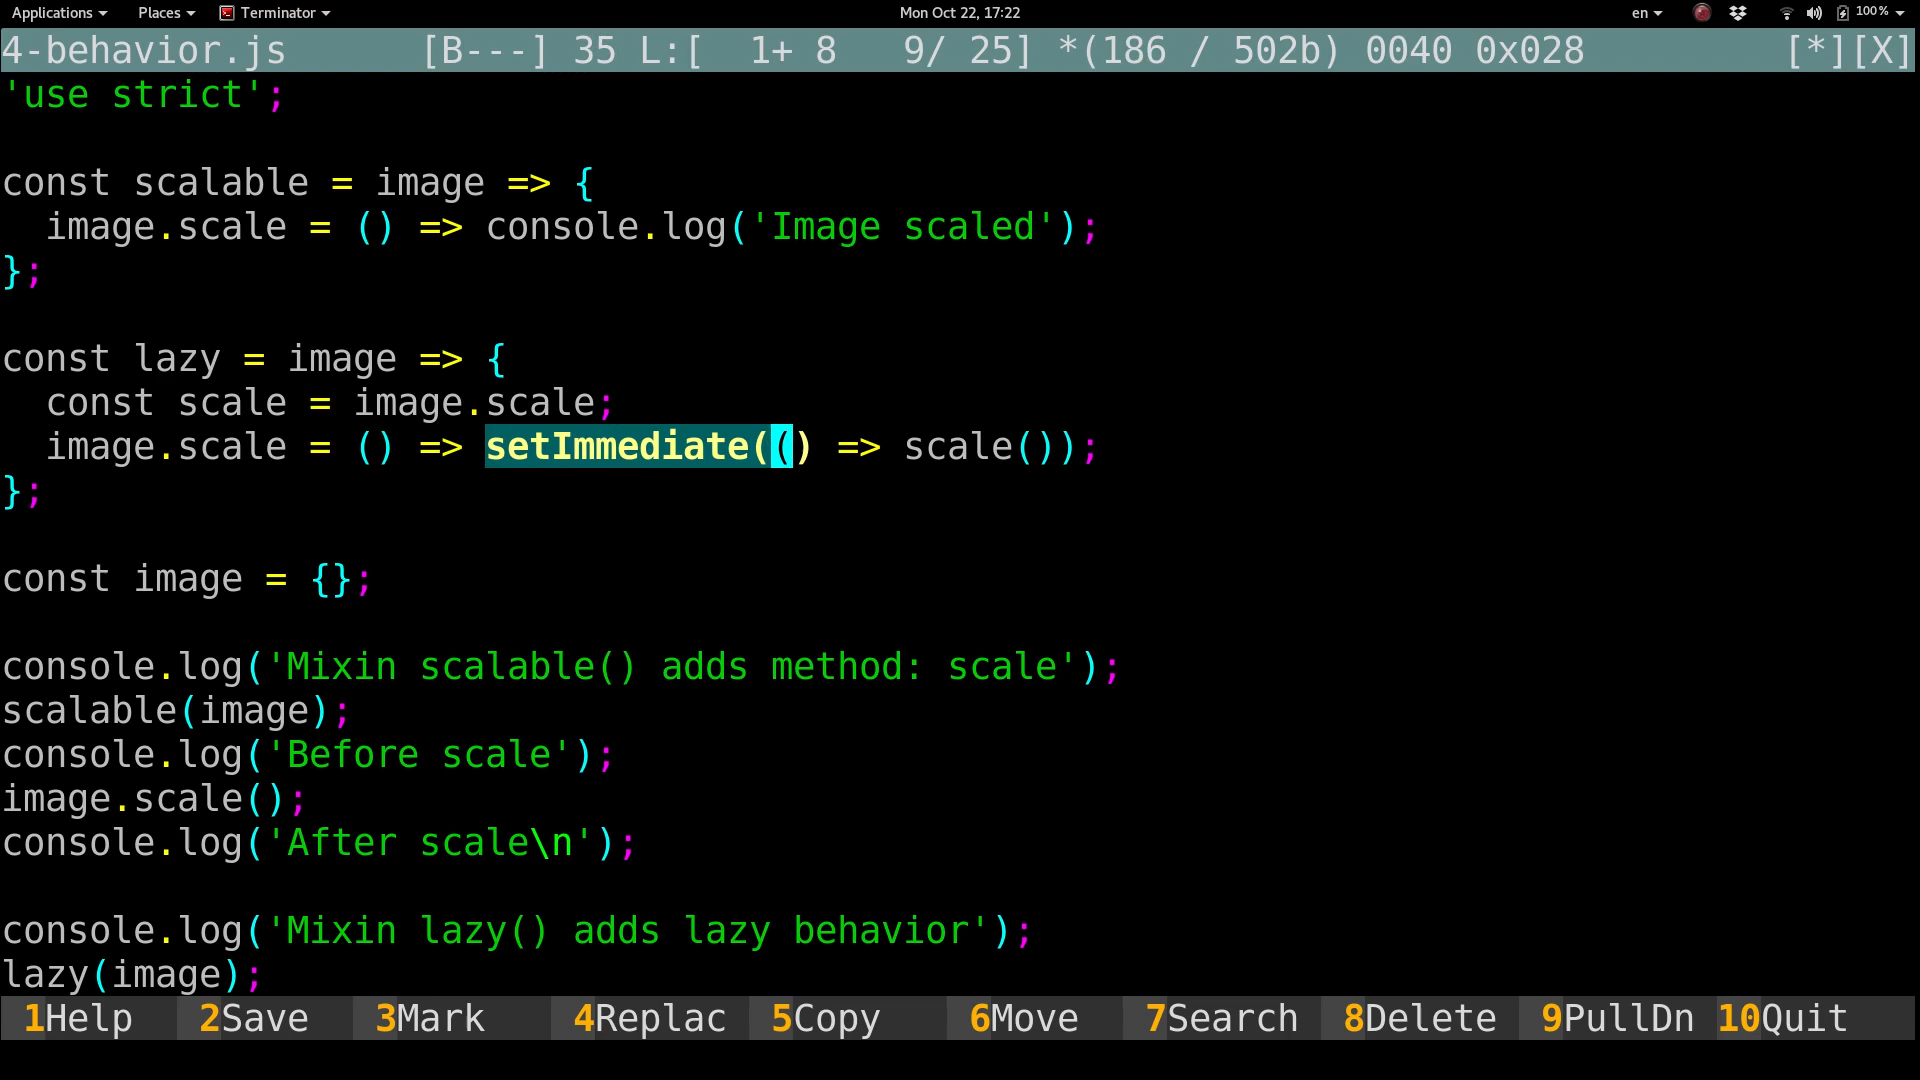 Applications Places Terminator Mon Oct 22, 17:22 en 100%
4-behavior.js [B---] 35 L:[ 1+ 8 9/ 25] *(186 / 502b) 0040 0x028 [*][X]
'use strict';
const scalable = image => {
  image.scale = () => console.log('Image scaled');
};
const lazy = image => {
  const scale = image.scale;
  image.scale = () => setImmediate(() => scale());
};
const image = {};
console.log('Mixin scalable() adds method: scale');
scalable(image);
console.log('Before scale');
image.scale();
console.log('After scale\n');
console.log('Mixin lazy() adds lazy behavior');
lazy(image);
1Help 2Save 3Mark 4Replac 5Copy 6Move 7Search 8Delete 9PullDn 10Quit